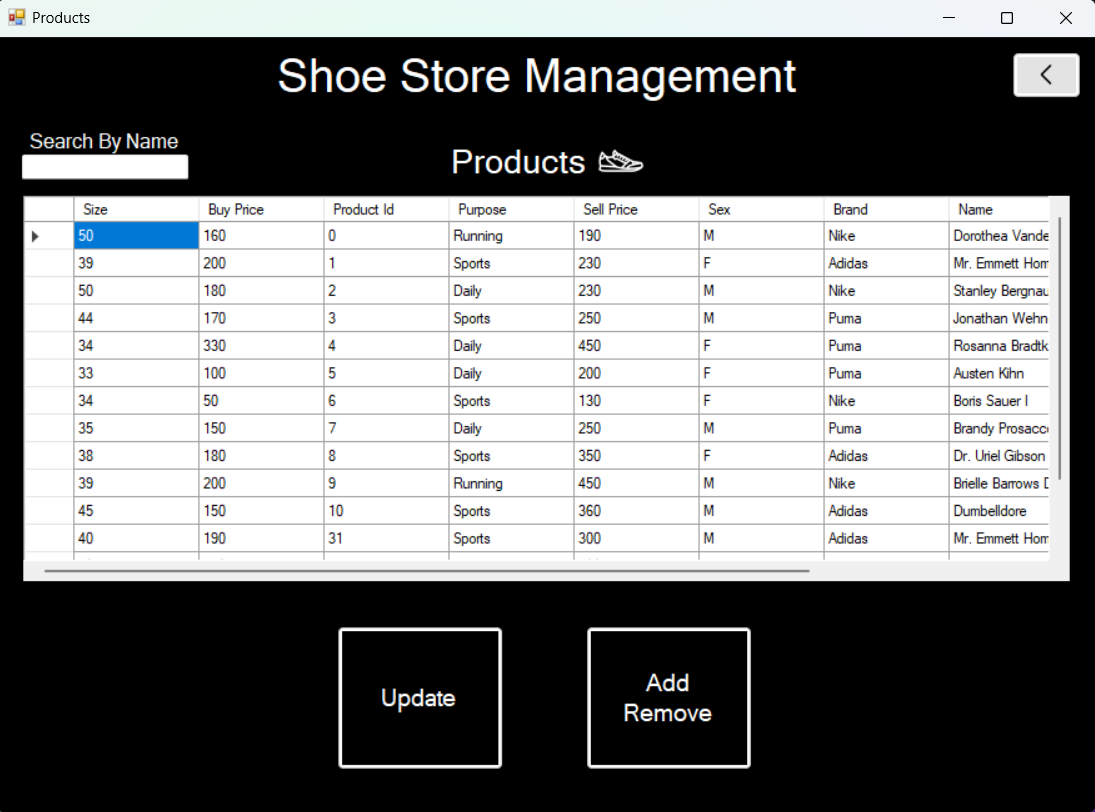 Products
Shoe Store Management
Search By Name
Products
Size Buy Price Product Id Purpose Sell Price Sex Brand Name
50 160 0 Running 190 M Nike Dorothea Vande
39 200 1 Sports 230 F Adidas Mr. Emmett Hom
50 180 2 Daily 230 M Nike Stanley Bergnau
44 170 3 Sports 250 M Puma Jonathan Wehn
34 330 4 Daily 450 F Puma Rosanna Bradtk
33 100 5 Daily 200 F Puma Austen Kihn
34 50 6 Sports 130 F Nike Boris Sauer I
35 150 7 Daily 250 M Puma Brandy Prosacco
38 180 8 Sports 350 F Adidas Dr. Uriel Gibson
39 200 9 Running 450 M Nike Brielle Barrows D
45 150 10 Sports 360 M Adidas Dumbelldore
40 190 31 Sports 300 M Adidas Mr. Emmett Hom
Update
Add
Remove